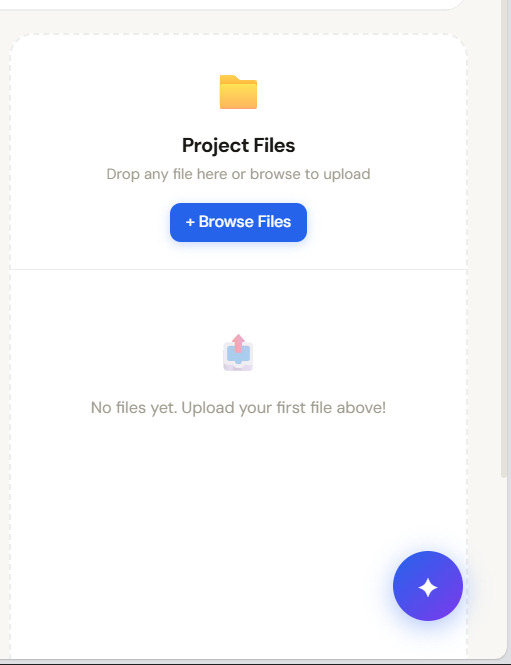 Project Files
Drop any file here or browse to upload
+ Browse Files
No files yet. Upload your first file above!